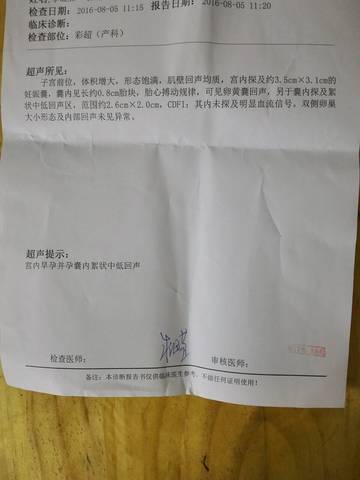 检查日期：2016-08-05 11:15 报告日期：2016-08-05 11:20
临床诊断：
检查部位：彩超（产科）
超声所见：
子宫前位，体积增大，形态饱满，肌壁回声均质，宫内探及约3.5cm×3.1cm的
妊娠囊，囊内见长约0.8cm胎块，胎心搏动规律，可见卵黄囊回声，另于囊内探及絮
状中低回声区，范围约2.6cm×2.0cm，CDFI：其内未探及明显血流信号。双侧卵巢
大小形态及内部回声未见异常。
超声提示：
宫内早孕并孕囊内絮状中低回声
检查医师：
审核医师：
备注：本诊断报告书仅供临床医生参考，不做任何证明使用！